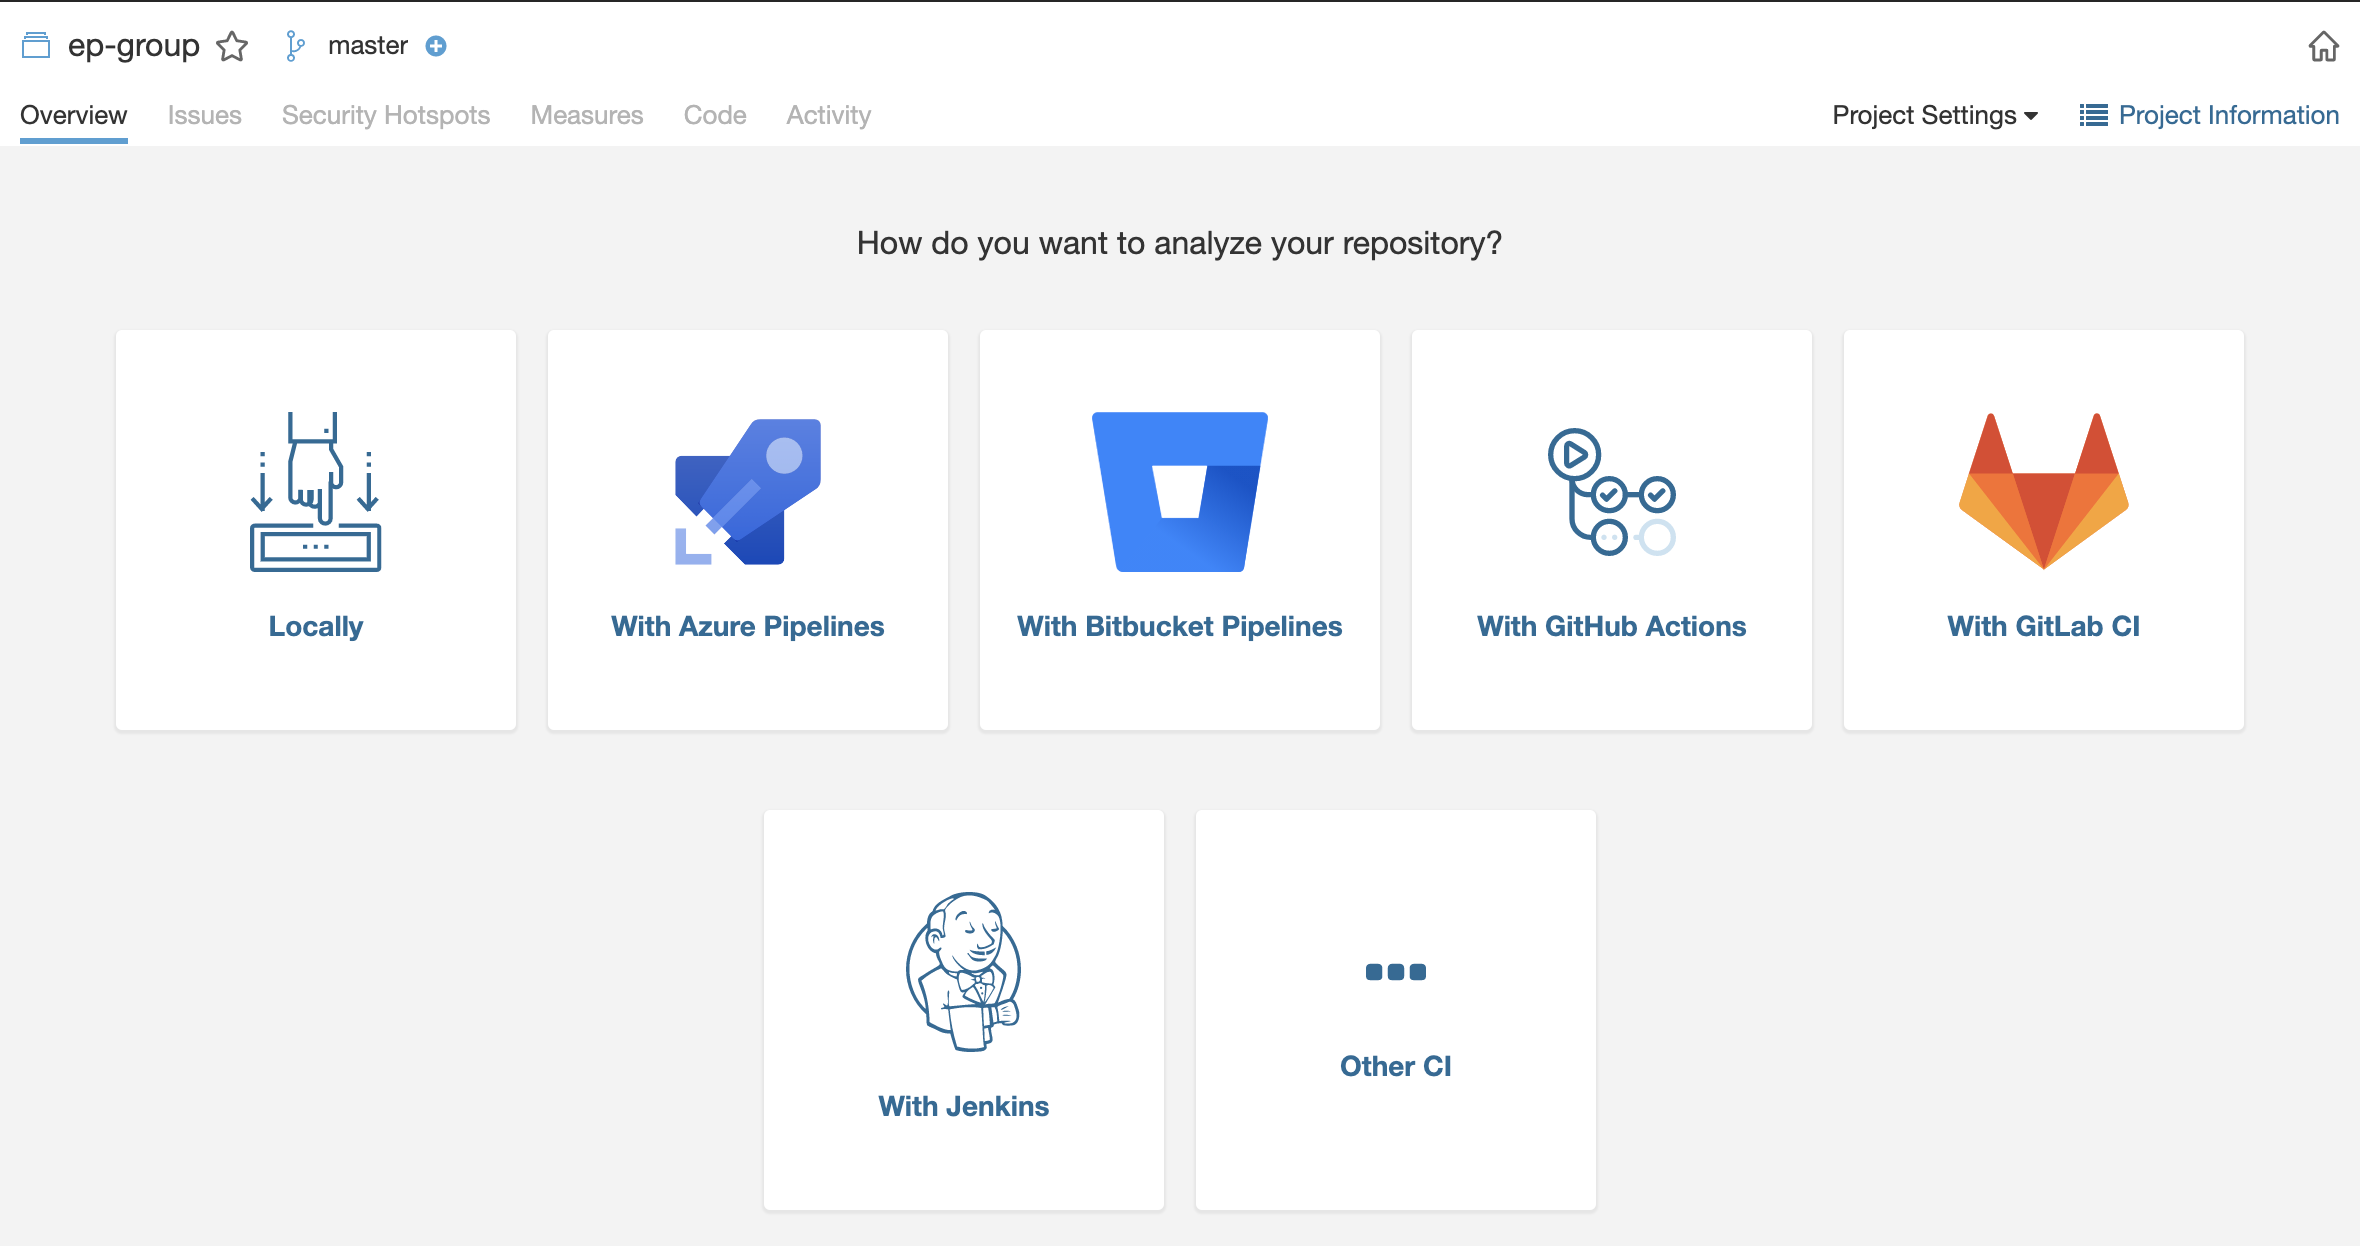 ep-group master
Overview Issues Security Hotspots Measures Code Activity Project Settings Project Information
How do you want to analyze your repository?
Locally With Azure Pipelines With Bitbucket Pipelines With GitHub Actions With GitLab CI
With Jenkins Other CI